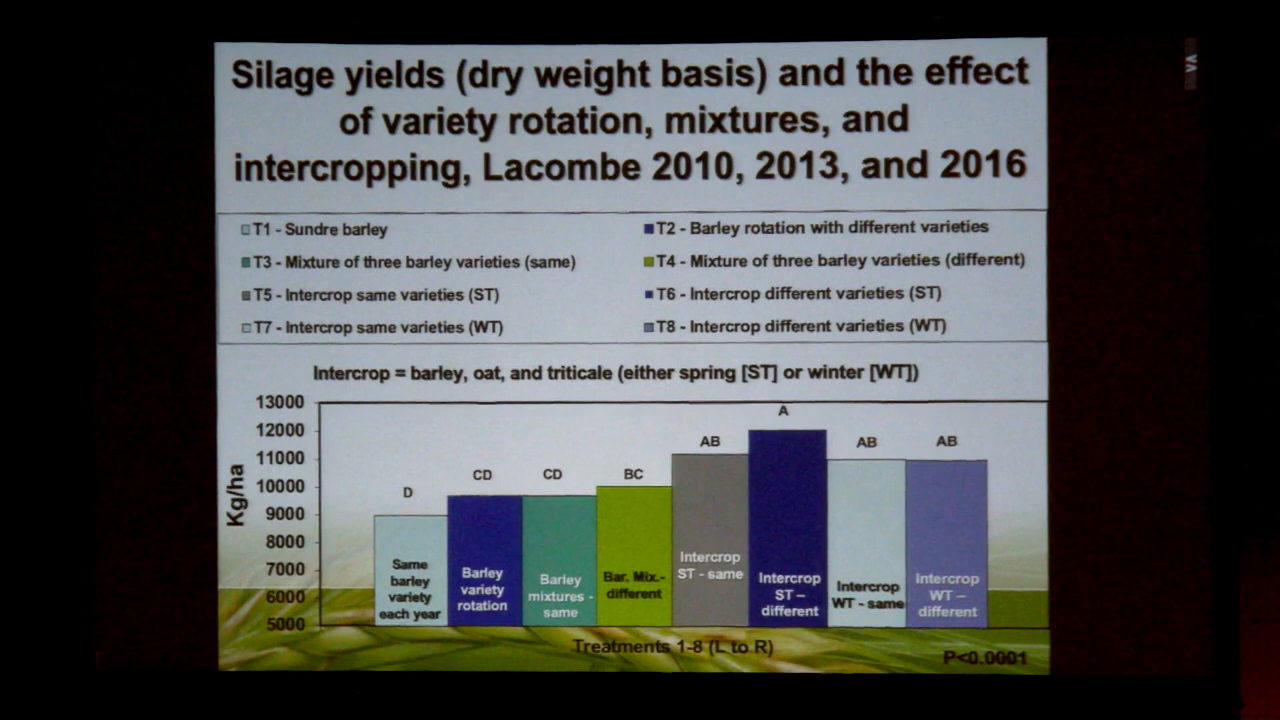 Silage yields (dry weight basis) and the effect
of variety rotation, mixtures, and
intercropping, Lacombe 2010, 2013, and 2016
T1 - Sundre barley
T2 - Barley rotation with different varieties
T3 - Mixture of three barley varieties (same)
T4 - Mixture of three barley varieties (different)
T5 - Intercrop same varieties (ST)
T6 - Intercrop different varieties (ST)
T7 - Intercrop same varieties (WT)
T8 - Intercrop different varieties (WT)
Intercrop = barley, oat, and triticale (either spring [ST] or winter [WT])
Kg/ha
13000
12000
11000
10000
9000
8000
7000
6000
5000
D
CD
CD
BC
AB
A
AB
AB
Same
barley
variety
each year
Barley
variety
rotation
Barley
mixtures -
same
Bar. Mix.-
different
Intercrop
ST - same
Intercrop
ST –
different
Intercrop
WT - same
Intercrop
WT –
different
Treatments 1-8 (L to R)
P<0.0001